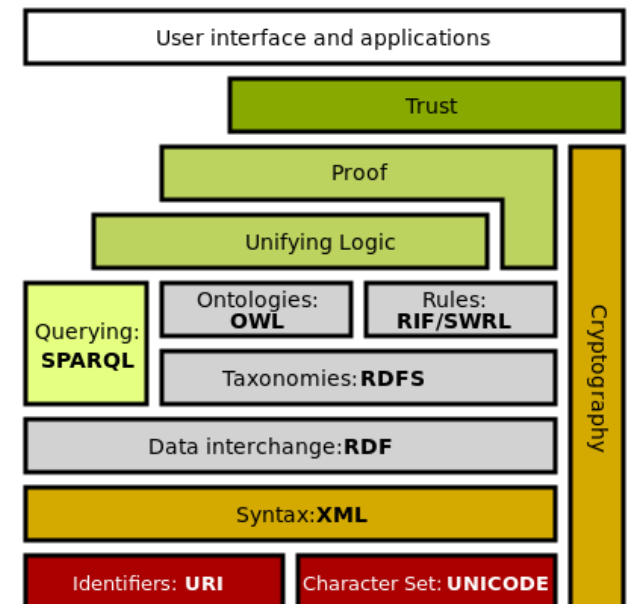 User interface and applications
Trust
Proof
Unifying Logic
Querying:
SPARQL
Ontologies:
OWL
Rules:
RIF/SWRL
Taxonomies: RDFS
Data interchange:RDF
Syntax:XML
Identifiers: URI
Character Set: UNICODE
Cryptography